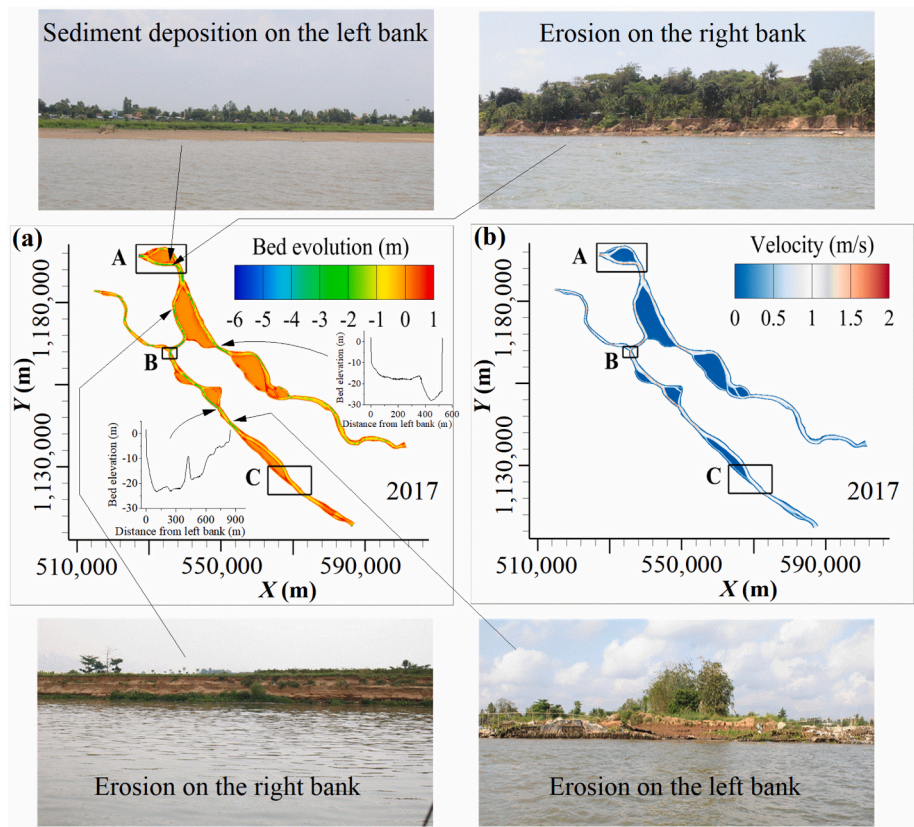 Sediment deposition on the left bank
Erosion on the right bank
(a)
A
Bed evolution (m)
-6 -5 -4 -3 -2 -1 0 1
1,180,000
1,130,000
Y (m)
B
C
Bed elevation (m)
0
-10
-20
-30
0 200 400 600
Distance from left bank (m)
Bed elevation (m)
0
-10
-20
-30
0 300 600 900
Distance from left bank (m)
2017
510,000 550,000 590,000
X (m)
(b)
A
Velocity (m/s)
0 0.5 1 1.5 2
1,180,000
1,130,000
Y (m)
B
C
2017
510,000 550,000 590,000
X (m)
Erosion on the right bank
Erosion on the left bank